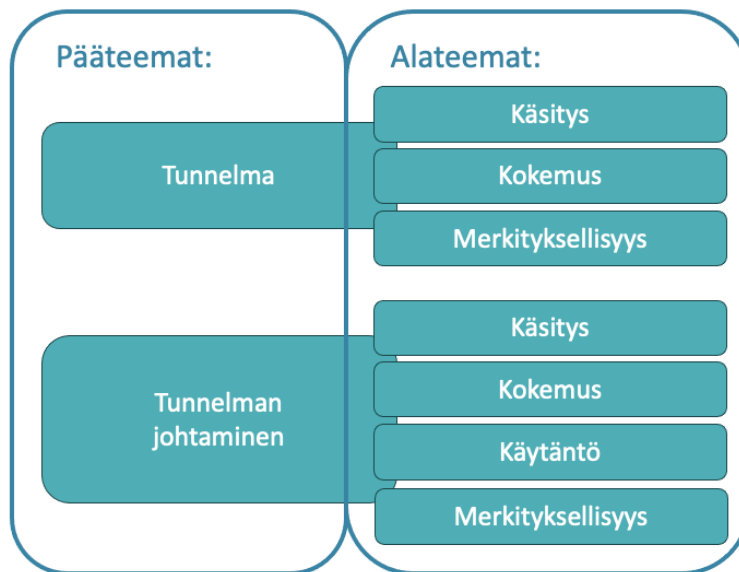 Pääteemat:
Alateemat:
Tunnelma
Käsitys
Kokemus
Merkityksellisyys
Tunnelman
johtaminen
Käsitys
Kokemus
Käytäntö
Merkityksellisyys